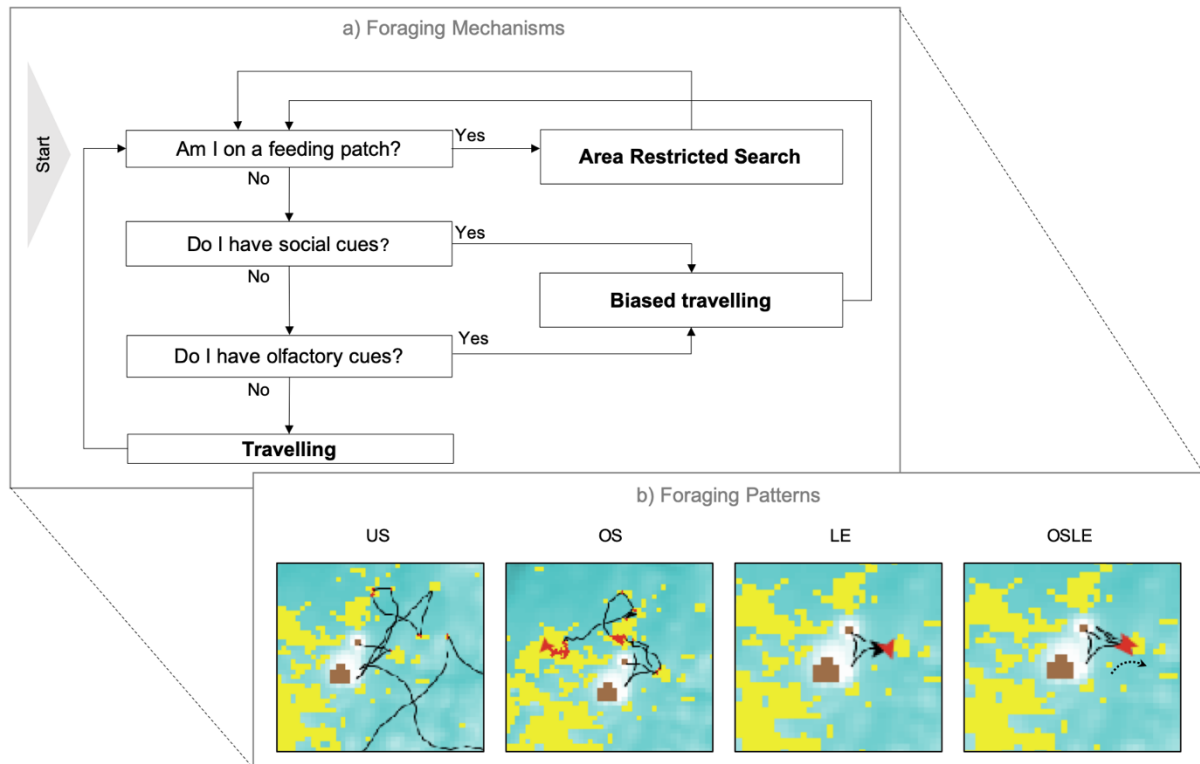 a) Foraging Mechanisms
Start
Am I on a feeding patch?
Yes
Area Restricted Search
No
Do I have social cues?
Yes
No
Biased travelling
Do I have olfactory cues?
Yes
No
Travelling
b) Foraging Patterns
US
OS
LE
OSLE